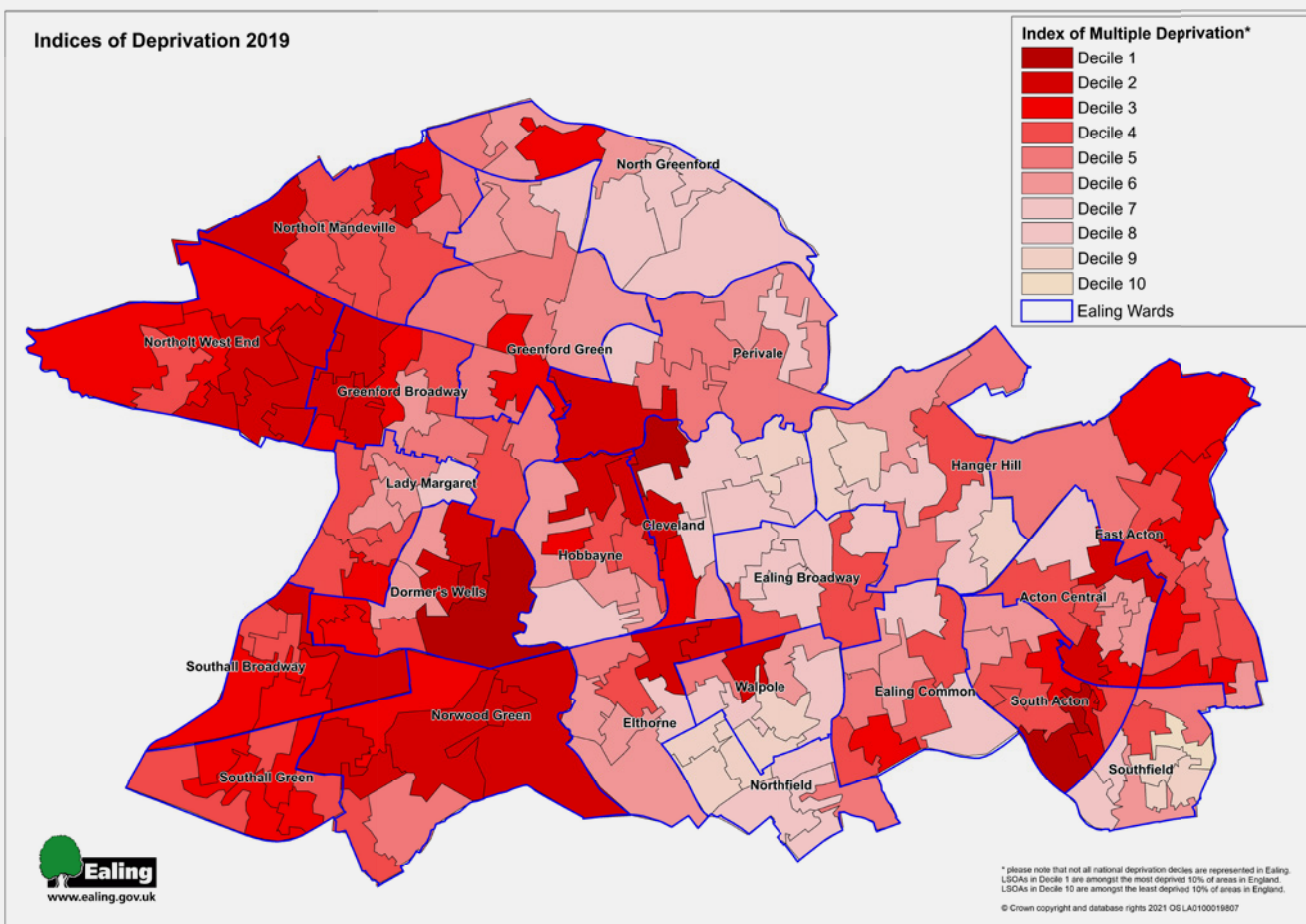 Indices of Deprivation 2019
Index of Multiple Deprivation*
Decile 1
Decile 2
Decile 3
Decile 4
Decile 5
Decile 6
Decile 7
Decile 8
Decile 9
Decile 10
Ealing Wards
North Greenford
Northolt Mandeville
Northolt West End
Greenford Green
Perivale
Greenford Broadway
Hanger Hill
Lady Margaret
Cleveland
East Acton
Hobbayne
Ealing Broadway
Dormer's Wells
Acton Central
Southall Broadway
Walpole
Ealing Common
South Acton
Norwood Green
Elthorne
Southfield
Southall Green
Northfield
Ealing
www.ealing.gov.uk
* please note that not all national deprivation decles are represented in Ealing.
LSOAs in Decile 1 are amongst the most deprived 10% of areas in England.
LSOAs in Decile 10 are amongst the least deprived 10% of areas in England.
© Crown copyright and database rights 2021 OS LA0100019807